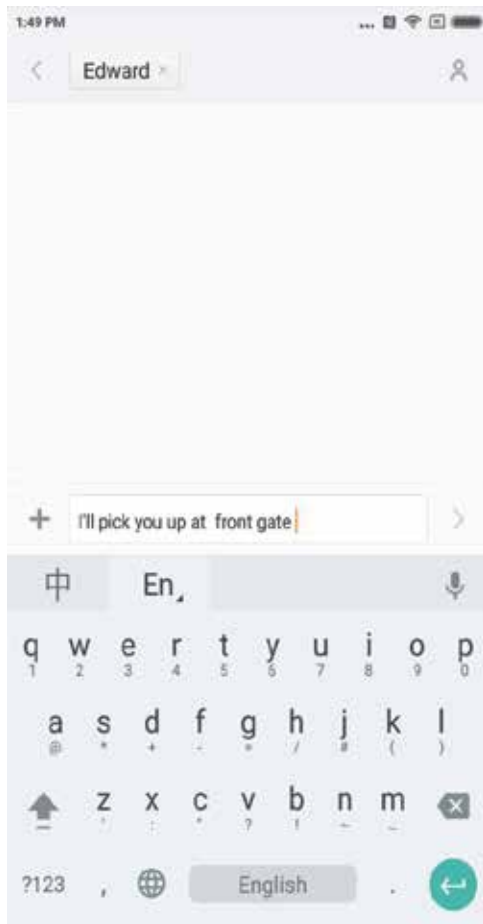 1:49 PM ...
Edward ×
I'll pick you up at  front gate
中 En
q w e r t y u i o p
1 2 3 4 5 6 7 8 9 0
a s d f g h j k l
@ * + - = / # ( )
z x c v b n m
' : " ? ! ~ _
?123 , English .